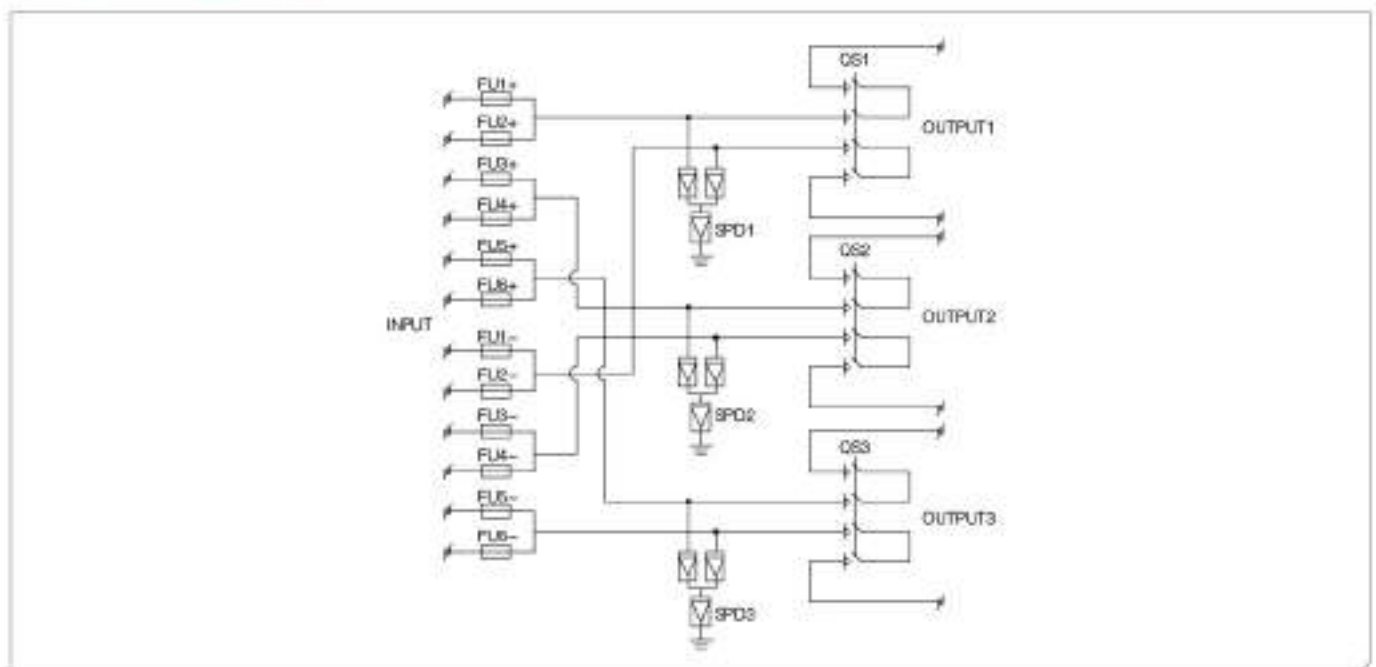 FU1+
FU2+
FU3+
FU4+
FU5+
FU6+
INPUT
FU1-
FU2-
FU3-
FU4-
FU5-
FU6-
SPD1
SPD2
SPD3
QS1
OUTPUT1
QS2
OUTPUT2
QS3
OUTPUT3